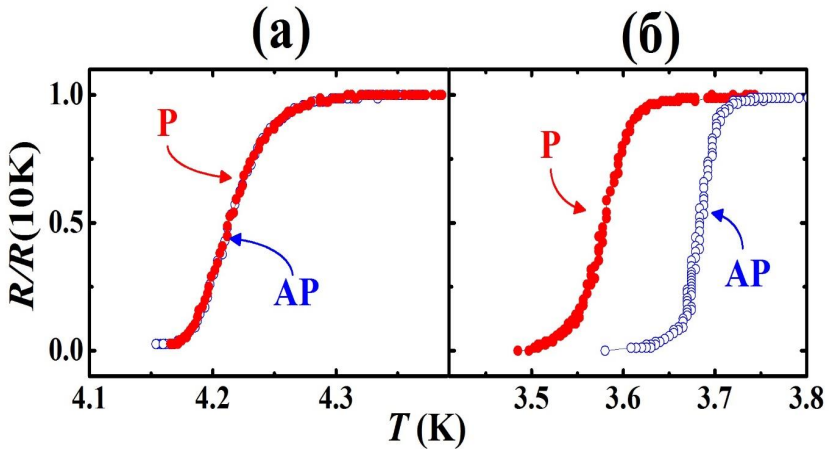 (а) (б)
R/R(10K)
1.0
0.5
0.0
P
AP
P
AP
4.1 4.2 4.3 3.5 3.6 3.7 3.8
T (K)